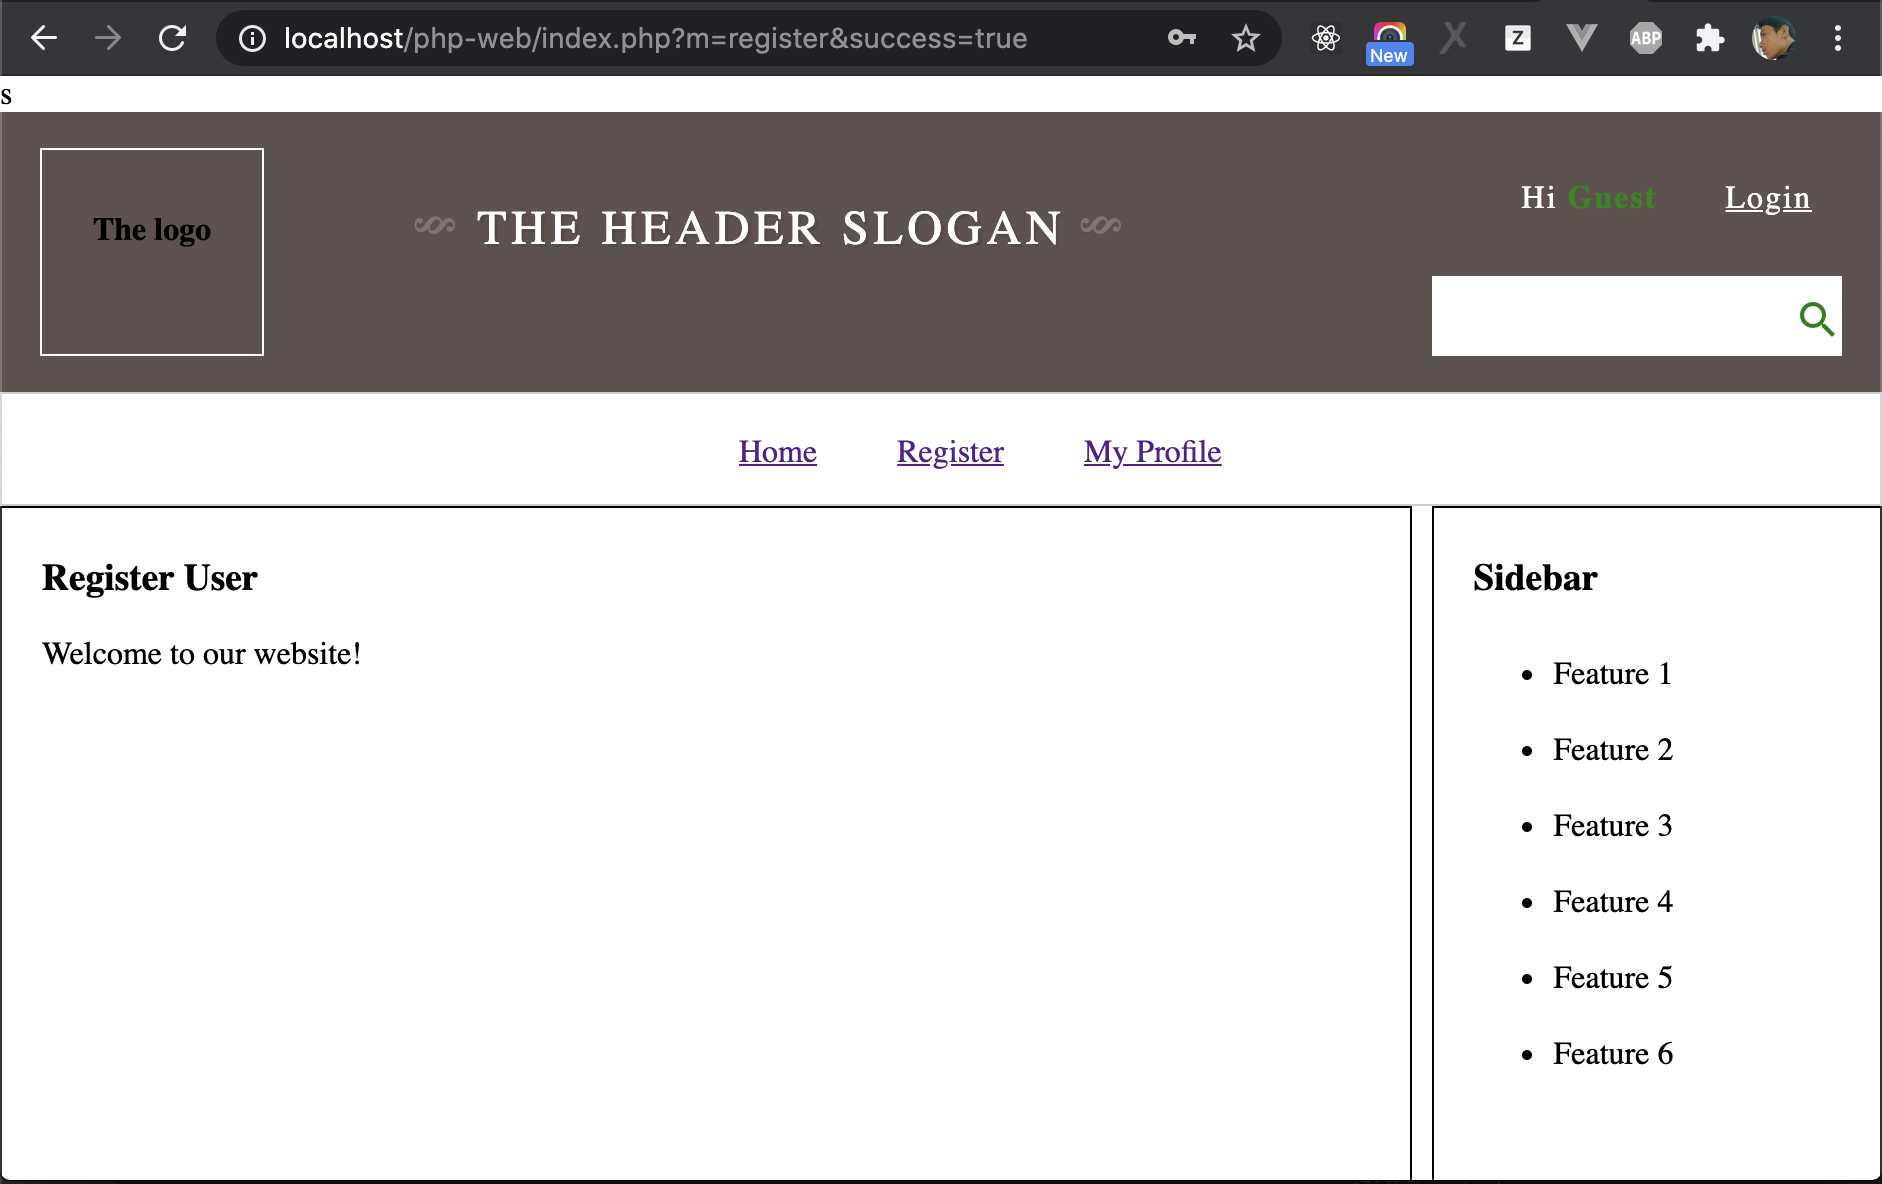 localhost/php-web/index.php?m=register&success=true
New
Z
ABP
s
The logo
THE HEADER SLOGAN
Hi Guest
Login
Home
Register
My Profile
Register User
Welcome to our website!
Sidebar
Feature 1
Feature 2
Feature 3
Feature 4
Feature 5
Feature 6